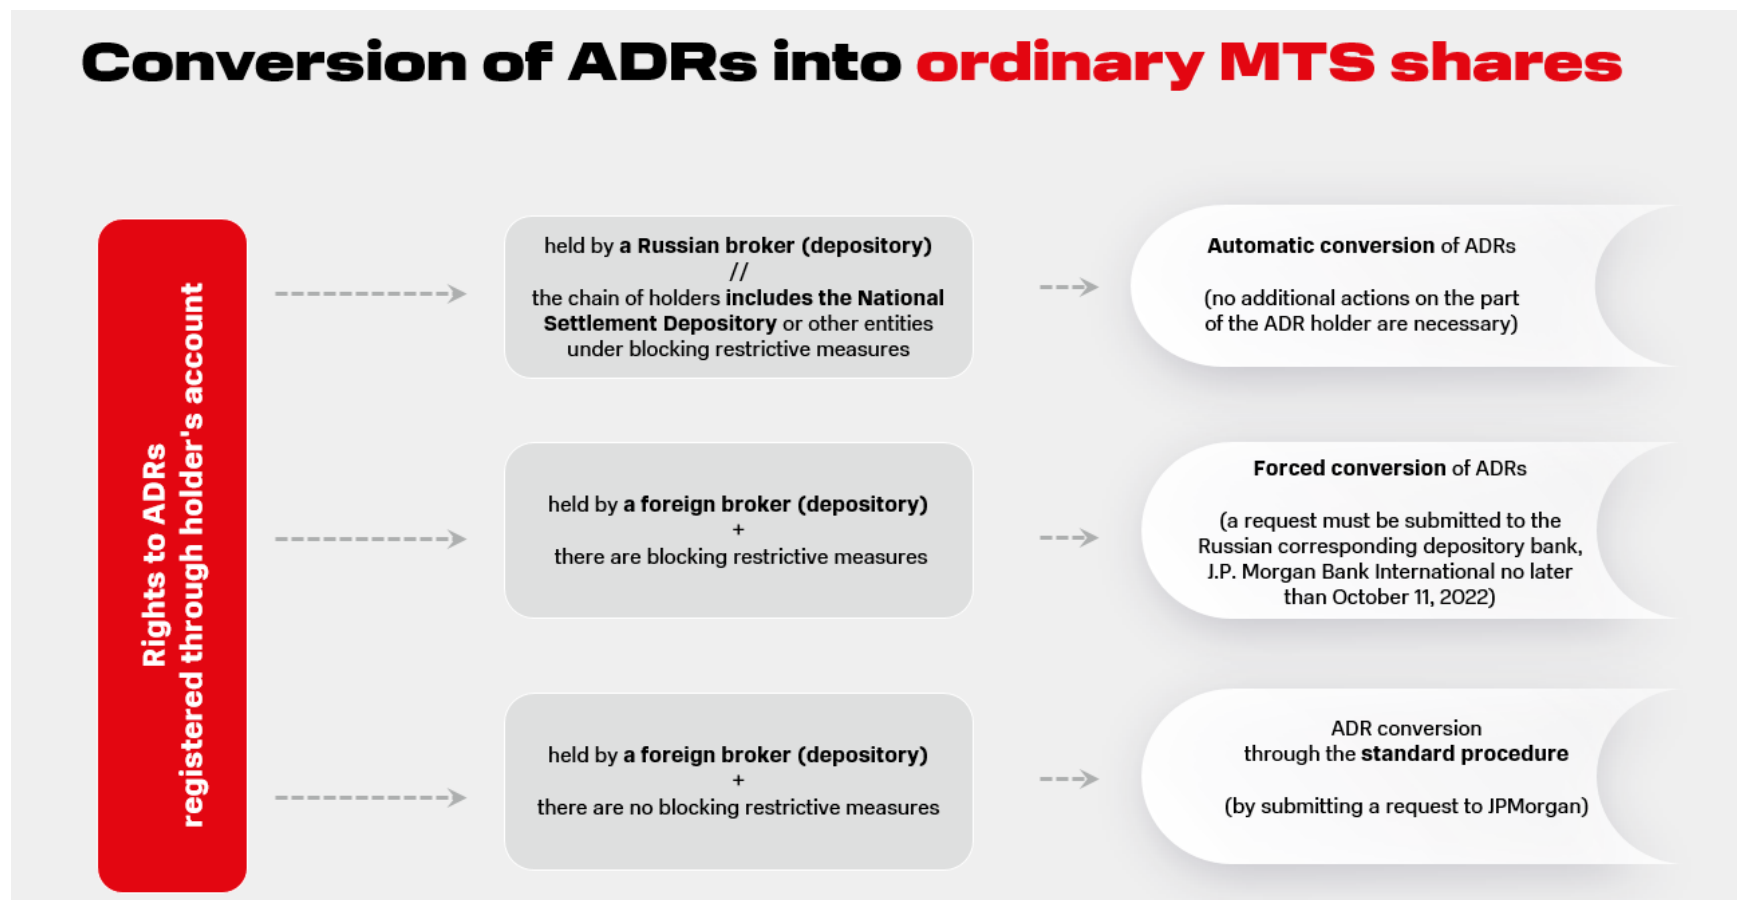 Conversion of ADRs into ordinary MTS shares
Rights to ADRs
registered through holder's account
held by a Russian broker (depository)
//
the chain of holders includes the National
Settlement Depository or other entities
under blocking restrictive measures
Automatic conversion of ADRs
(no additional actions on the part
of the ADR holder are necessary)
held by a foreign broker (depository)
+
there are blocking restrictive measures
Forced conversion of ADRs
(a request must be submitted to the
Russian corresponding depository bank,
J.P. Morgan Bank International no later
than October 11, 2022)
held by a foreign broker (depository)
+
there are no blocking restrictive measures
ADR conversion
through the standard procedure
(by submitting a request to JPMorgan)